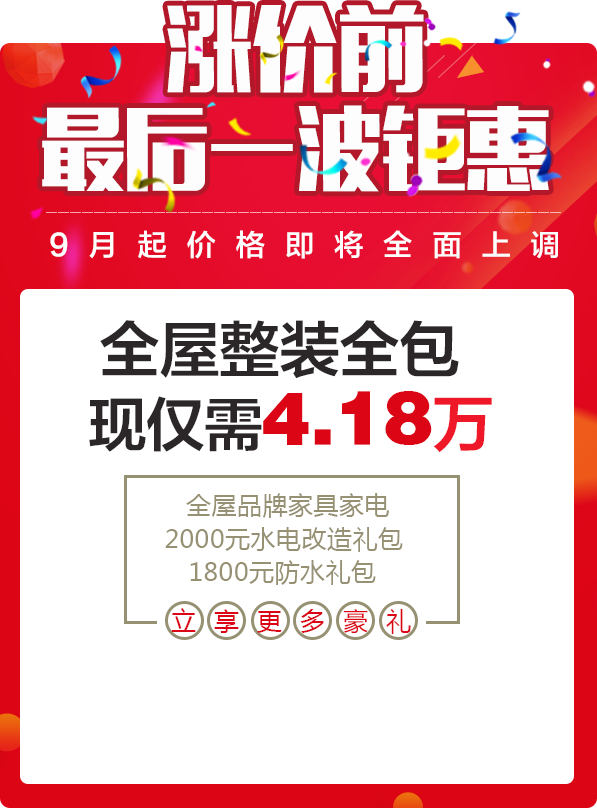 涨价前
最后一波钜惠
9月起价格即将全面上调
全屋整装全包
现仅需4.18万
全屋品牌家具家电
2000元水电改造礼包
1800元防水礼包
立享更多豪礼